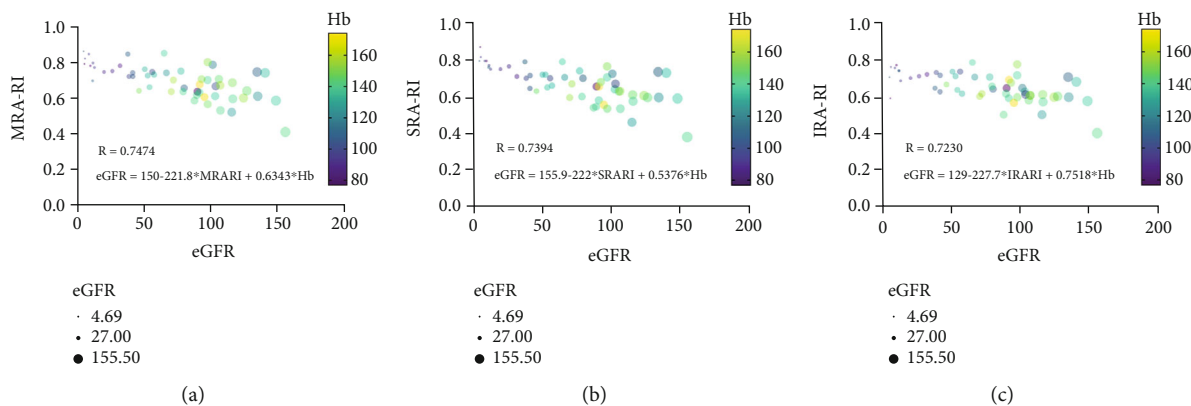 Hb
1.0
0.8
0.6
0.4
0.2
0.0
MRA-RI
160
140
120
100
80
R = 0.7474
eGFR = 150-221.8*MRARI + 0.6343*Hb
0 50 100 150 200
eGFR
eGFR
4.69
27.00
155.50
(a)
Hb
1.0
0.8
0.6
0.4
0.2
0.0
SRA-RI
160
140
120
100
80
R = 0.7394
eGFR = 155.9-222*SRARI + 0.5376*Hb
0 50 100 150 200
eGFR
eGFR
4.69
27.00
155.50
(b)
Hb
1.0
0.8
0.6
0.4
0.2
0.0
IRA-RI
160
140
120
100
80
R = 0.7230
eGFR = 129-227.7*IRARI + 0.7518*Hb
0 50 100 150 200
eGFR
eGFR
4.69
27.00
155.50
(c)